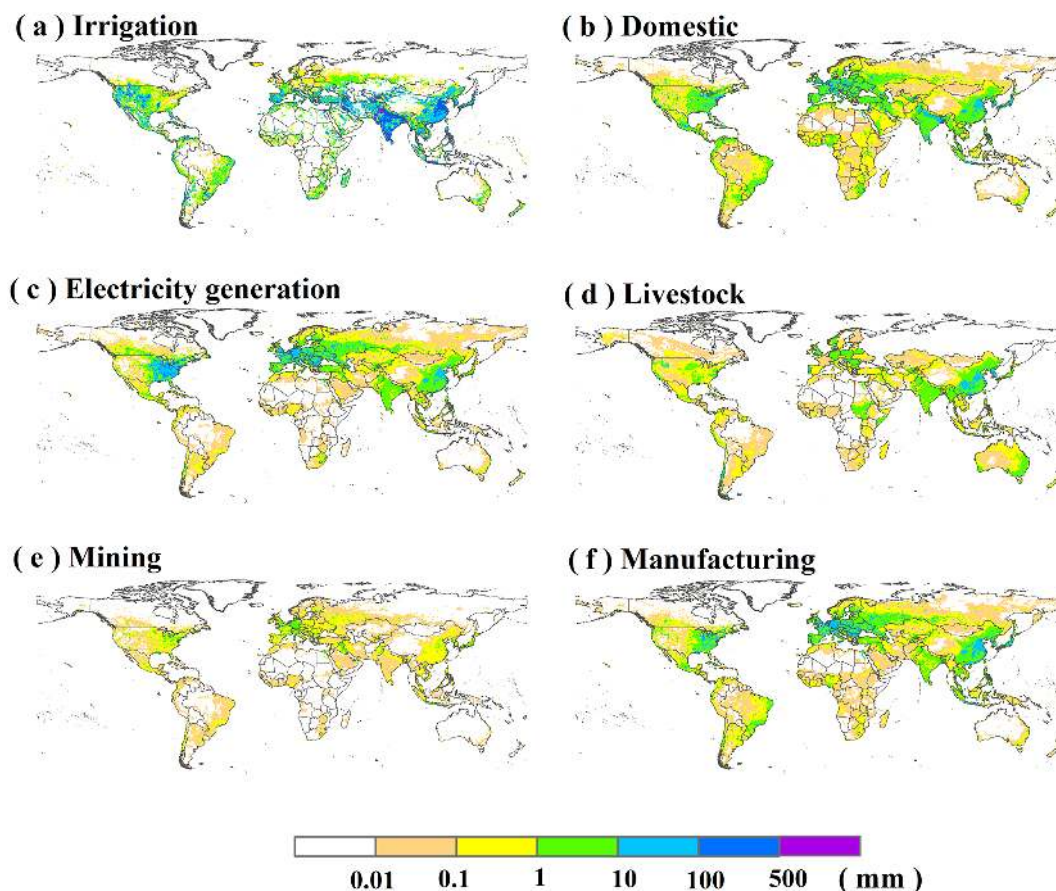 ( a ) Irrigation
( b ) Domestic
( c ) Electricity generation
( d ) Livestock
( e ) Mining
( f ) Manufacturing
0.01 0.1 1 10 100 500 ( mm )